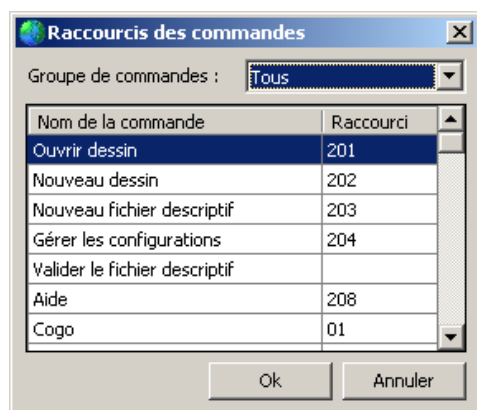 Raccourcis des commandes
Groupe de commandes : Tous
Nom de la commande Raccourci
Ouvrir dessin 201
Nouveau dessin 202
Nouveau fichier descriptif 203
Gérer les configurations 204
Valider le fichier descriptif
Aide 208
Cogo 01
Ok Annuler